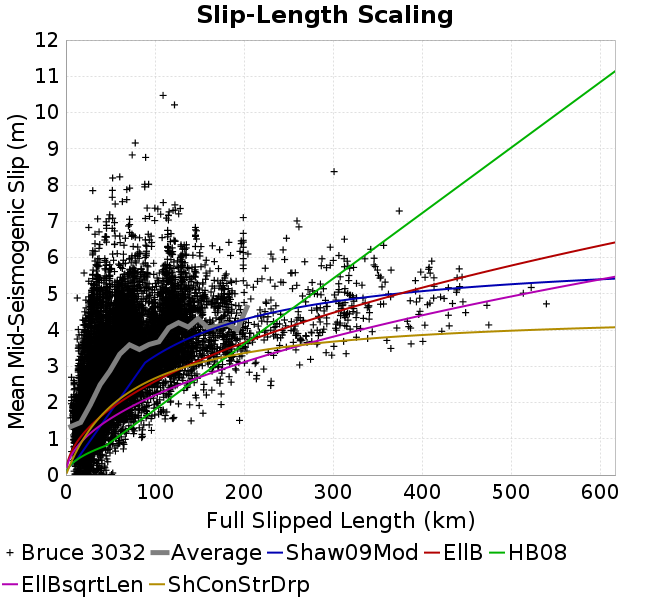 Slip-Length Scaling
Mean Mid-Seismogenic Slip (m)
12
11
10
9
8
7
6
5
4
3
2
1
0
0 100 200 300 400 500 600
Full Slipped Length (km)
Bruce 3032 Average Shaw09Mod EllB HB08
EllBsqrtLen ShConStrDrp